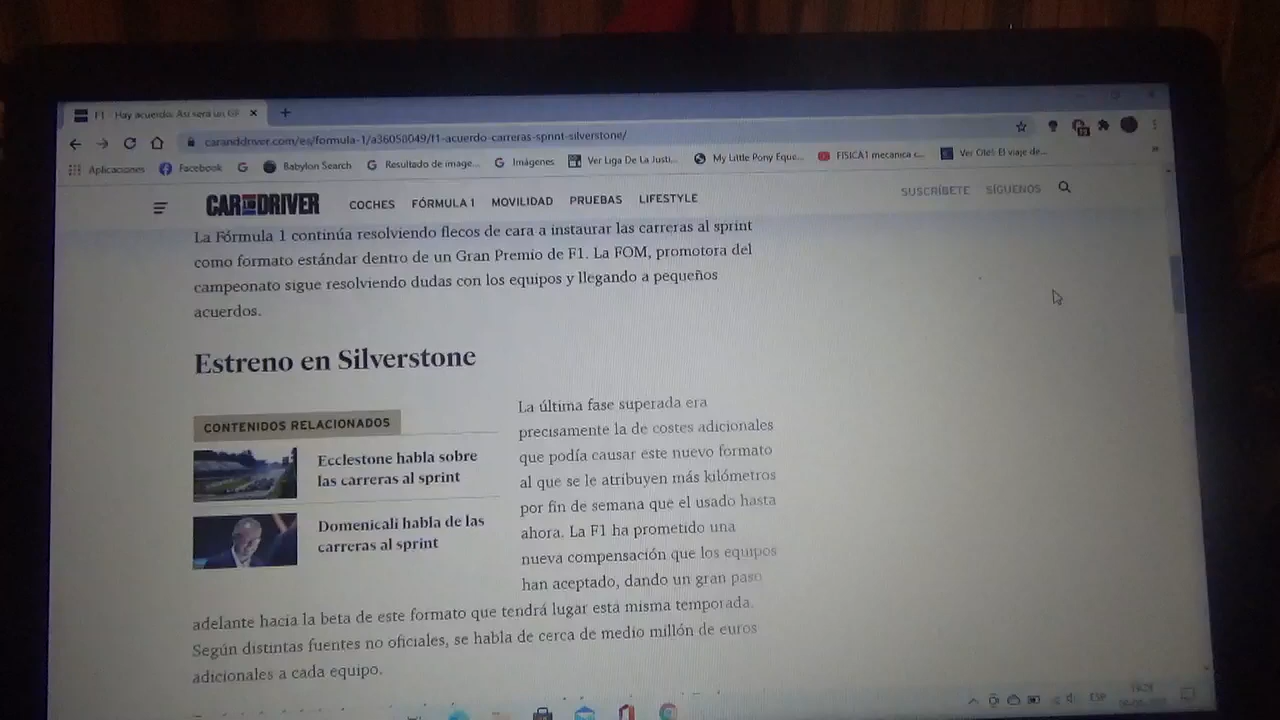 F1 - Hay acuerdo: Así será un GP
caranddriver.com/es/formula-1/a36050049/f1-acuerdo-carreras-sprint-silverstone/
Aplicaciones Facebook Babylon Search Resultado de image... Imágenes Ver Liga De La Justi... My Little Pony Eque... FISICA1 mecanica c... Ver Cite!: El viaje de...
CAR AND DRIVER COCHES FÓRMULA 1 MOVILIDAD PRUEBAS LIFESTYLE SUSCRÍBETE SÍGUENOS
La Fórmula 1 continúa resolviendo flecos de cara a instaurar las carreras al sprint
como formato estándar dentro de un Gran Premio de F1. La FOM, promotora del
campeonato sigue resolviendo dudas con los equipos y llegando a pequeños
acuerdos.
Estreno en Silverstone
CONTENIDOS RELACIONADOS
Ecclestone habla sobre
las carreras al sprint
Domenicali habla de las
carreras al sprint
La última fase superada era
precisamente la de costes adicionales
que podía causar este nuevo formato
al que se le atribuyen más kilómetros
por fin de semana que el usado hasta
ahora. La F1 ha prometido una
nueva compensación que los equipos
han aceptado, dando un gran paso
adelante hacia la beta de este formato que tendrá lugar esta misma temporada.
Según distintas fuentes no oficiales, se habla de cerca de medio millón de euros
adicionales a cada equipo.
ESP